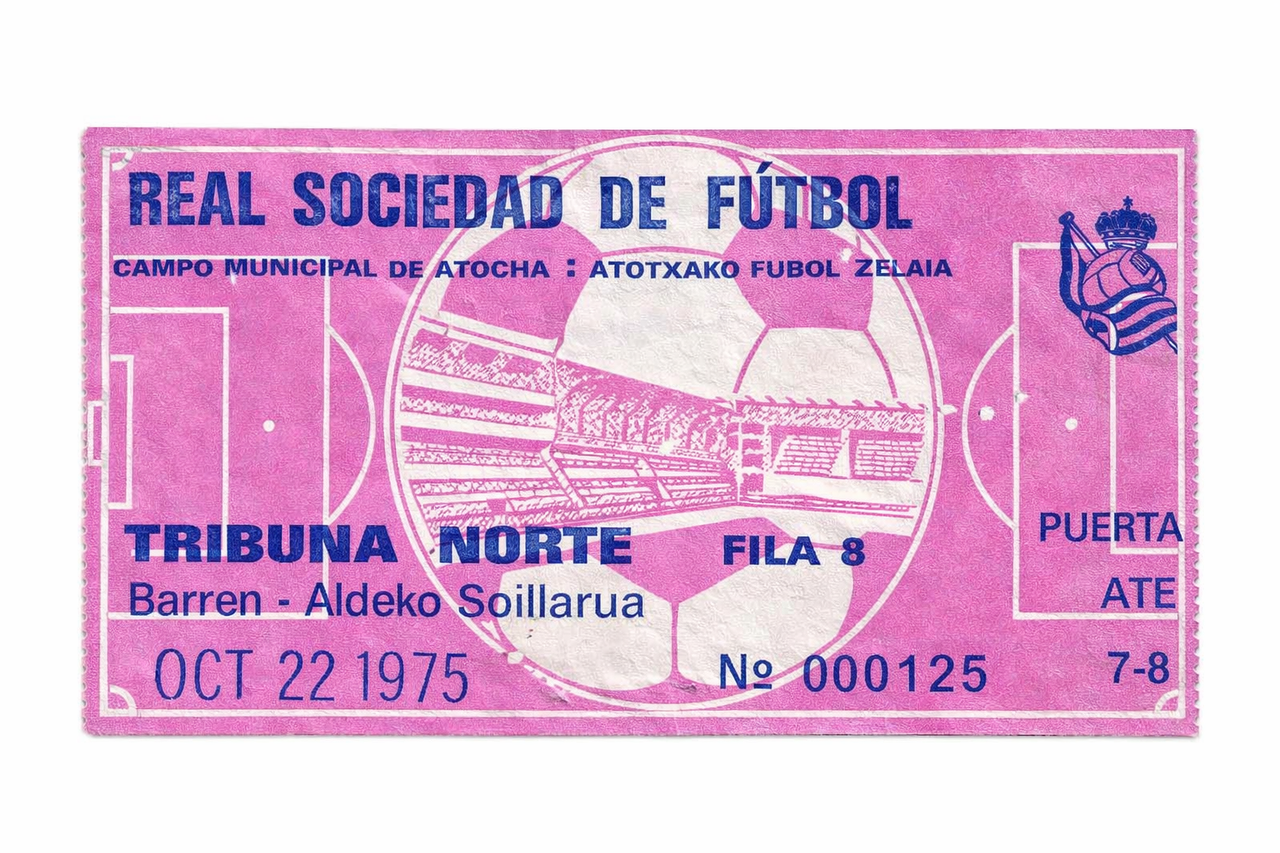 REAL SOCIEDAD DE FÚTBOL
CAMPO MUNICIPAL DE ATOCHA : ATOTXAKO FUBOL ZELAIA
TRIBUNA NORTE FILA 8
Barren - Aldeko Soillarua
OCT 22 1975
Nº 000125
PUERTA
ATE
7-8